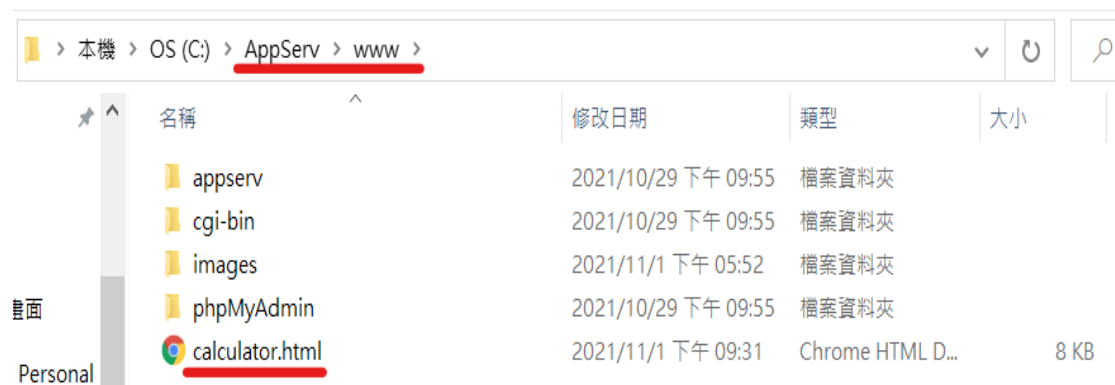 本機 > OS (C:) > AppServ > www >
名稱 修改日期 類型 大小
appserv 2021/10/29 下午 09:55 檔案資料夾
cgi-bin 2021/10/29 下午 09:55 檔案資料夾
images 2021/11/1 下午 05:52 檔案資料夾
phpMyAdmin 2021/10/29 下午 09:55 檔案資料夾
畫面
calculator.html 2021/11/1 下午 09:31 Chrome HTML D... 8 KB
Personal